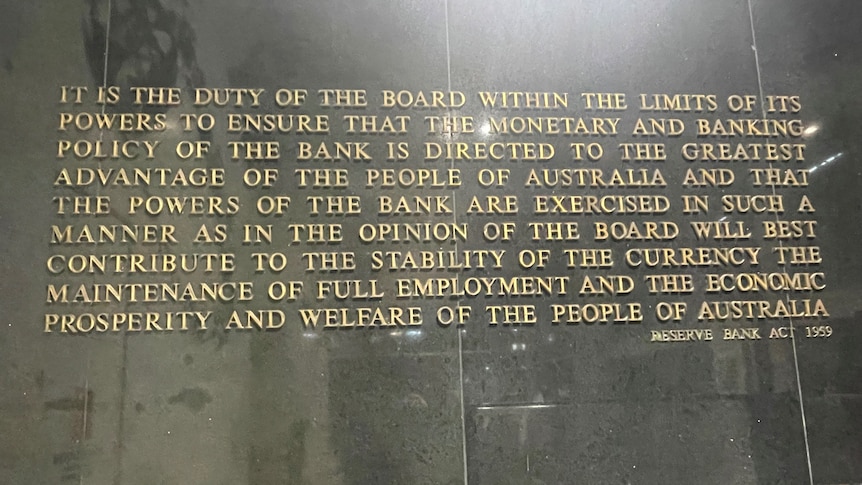 IT IS THE DUTY OF THE BOARD WITHIN THE LIMITS OF ITS
POWERS TO ENSURE THAT THE MONETARY AND BANKING
POLICY OF THE BANK IS DIRECTED TO THE GREATEST
ADVANTAGE OF THE PEOPLE OF AUSTRALIA AND THAT
THE POWERS OF THE BANK ARE EXERCISED IN SUCH A
MANNER AS IN THE OPINION OF THE BOARD WILL BEST
CONTRIBUTE TO THE STABILITY OF THE CURRENCY THE
MAINTENANCE OF FULL EMPLOYMENT AND THE ECONOMIC
PROSPERITY AND WELFARE OF THE PEOPLE OF AUSTRALIA
RESERVE BANK ACT 1959